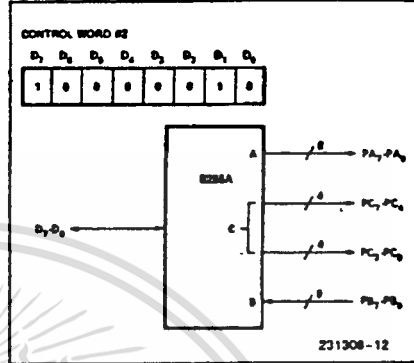 CONTROL WORD #2
D7 D6 D5 D4 D3 D2 D1 D0
1 0 0 0 0 0 1 0
A 8 PA7-PA0
8255A
4 PC7-PC4
D7-D0 C
4 PC3-PC0
B 8 PB7-PB0
231308-12